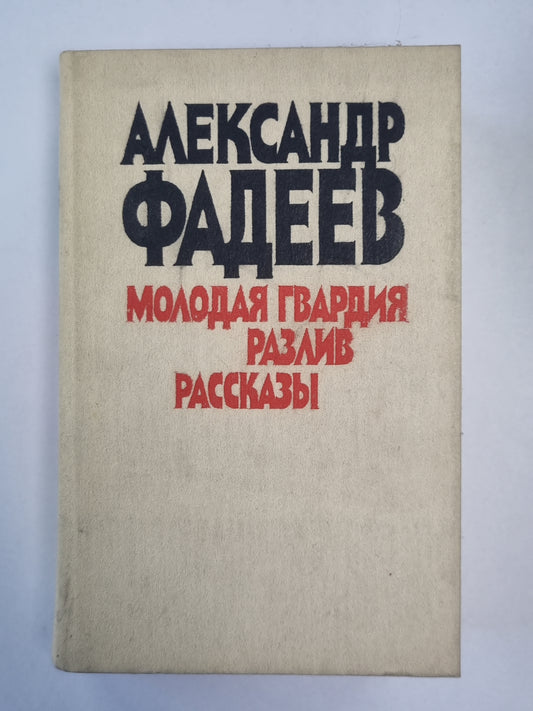 АЛЕКСАНДР
ФАДЕЕВ
МОЛОДАЯ ГВАРДИЯ
РАЗЛИВ
РАССКАЗЫ